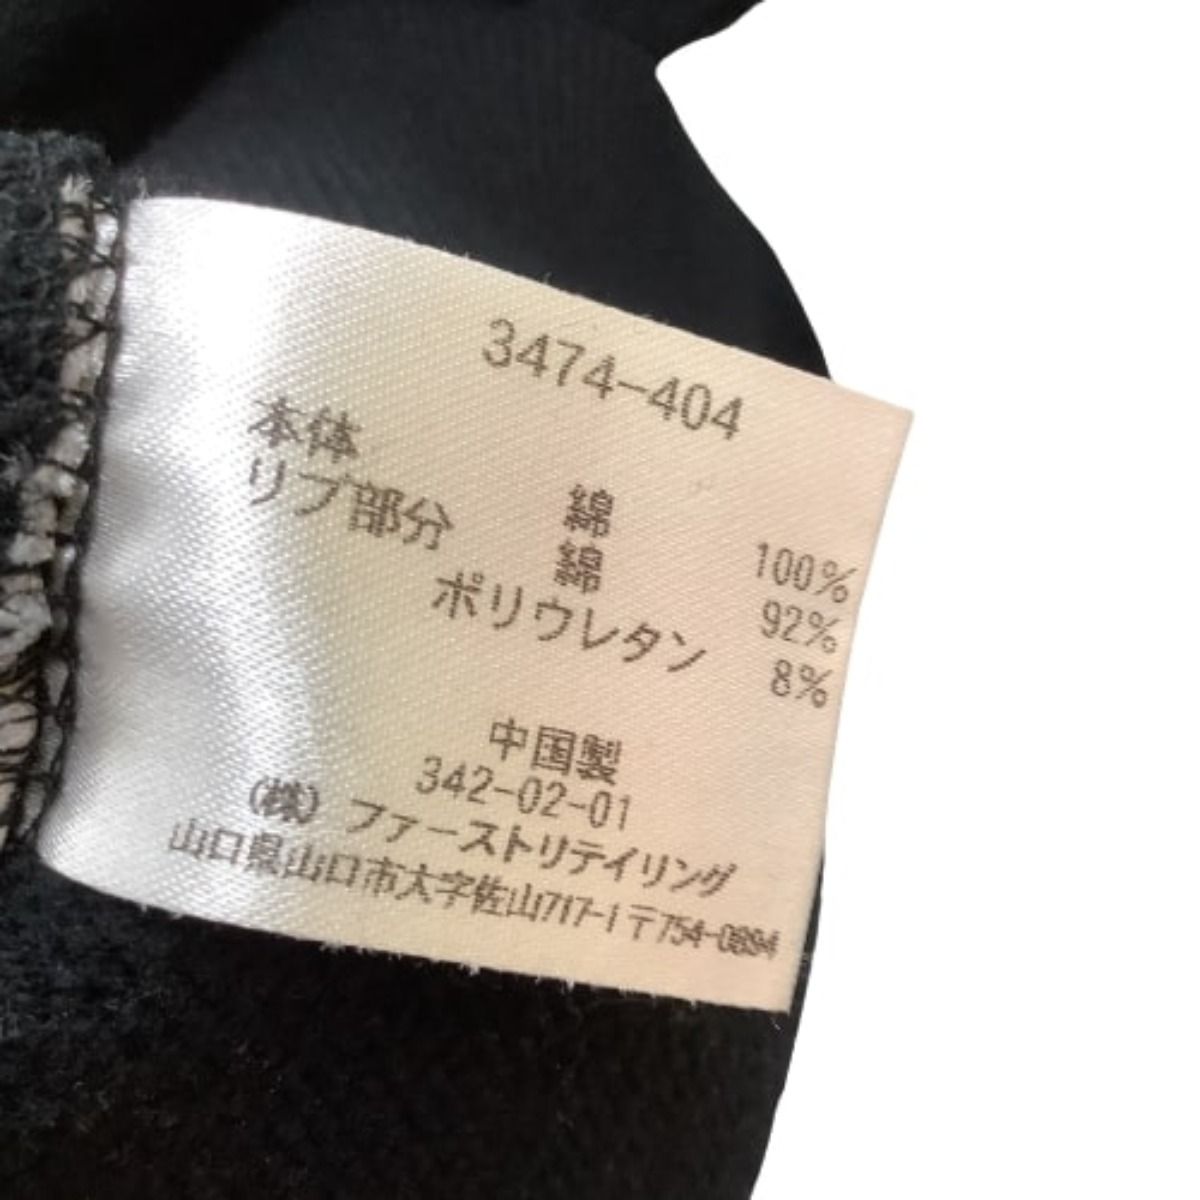 3474-404
本体 綿 100%
リブ部分 綿 92%
ポリウレタン 8%
中国製
342-02-01
(株) ファーストリテイリング
山口県山口市大字佐山717-1 〒754-0894